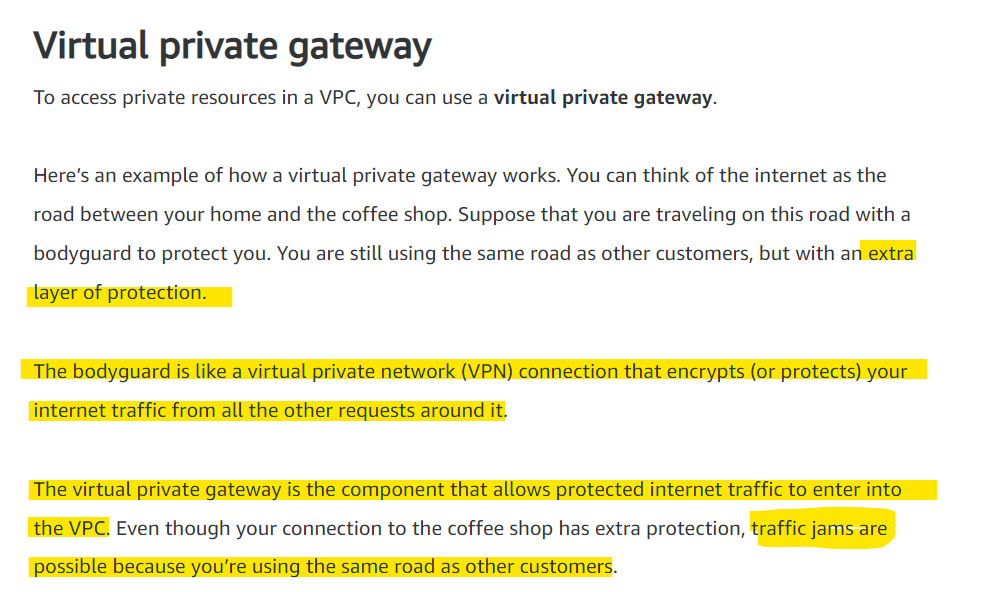 Virtual private gateway
To access private resources in a VPC, you can use a virtual private gateway.
Here’s an example of how a virtual private gateway works. You can think of the internet as the
road between your home and the coffee shop. Suppose that you are traveling on this road with a
bodyguard to protect you. You are still using the same road as other customers, but with an extra
layer of protection.
The bodyguard is like a virtual private network (VPN) connection that encrypts (or protects) your
internet traffic from all the other requests around it.
The virtual private gateway is the component that allows protected internet traffic to enter into
the VPC. Even though your connection to the coffee shop has extra protection, traffic jams are
possible because you’re using the same road as other customers.